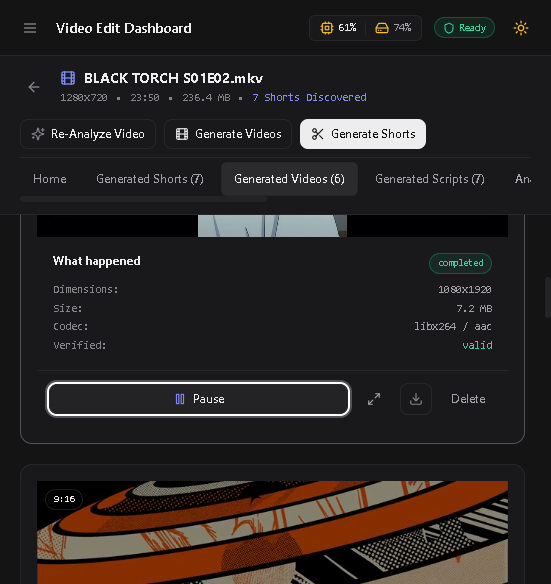 Video Edit Dashboard
61% 74% Ready
BLACK TORCH S01E02.mkv
1280x720 • 23:50 • 236.4 MB • 7 Shorts Discovered
Re-Analyze Video Generate Videos Generate Shorts
Home Generated Shorts (7) Generated Videos (6) Generated Scripts (7) An
What happened completed
Dimensions: 1080x1920
Size: 7.2 MB
Codec: libx264 / aac
Verified: valid
Pause Delete
9:16